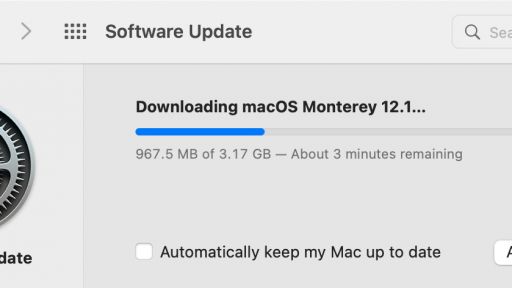 Software Update
Sea
Downloading macOS Monterey 12.1...
967.5 MB of 3.17 GB — About 3 minutes remaining
Automatically keep my Mac up to date
A
date